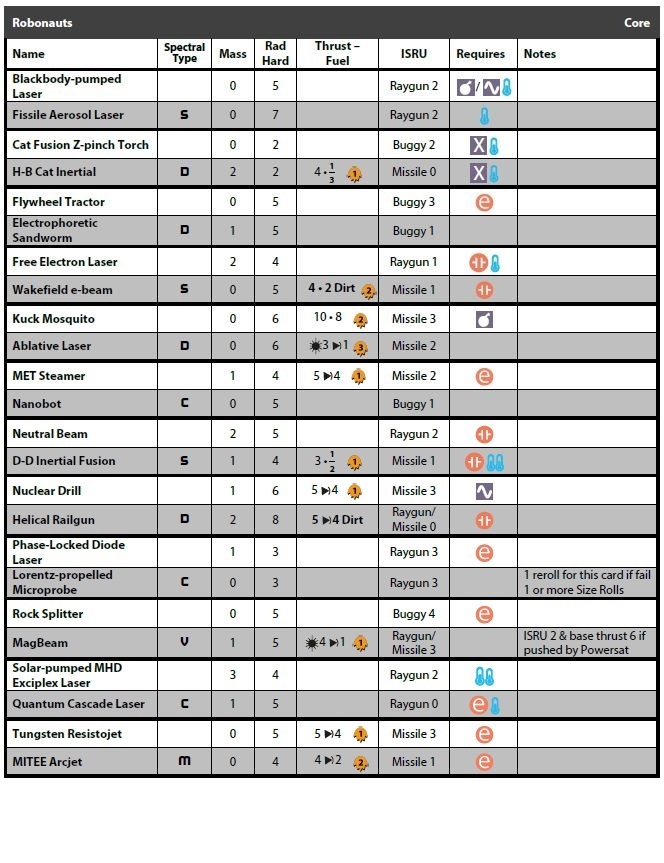 Robonauts Core
Name Spectral Type Mass Rad Hard Thrust – Fuel ISRU Requires Notes
Blackbody-pumped Laser 0 5 Raygun 2 /
Fissile Aerosol Laser S 0 7 Raygun 2
Cat Fusion Z-pinch Torch 0 2 Buggy 2 X
H-B Cat Inertial D 2 2 4 • 1/3 1 Missile 0 X
Flywheel Tractor 0 5 Buggy 3 e
Electrophoretic Sandworm D 1 5 Buggy 1
Free Electron Laser 2 4 Raygun 1
Wakefield e-beam S 0 5 4 • 2 Dirt 2 Missile 1
Kuck Mosquito 0 6 10 • 8 2 Missile 3
Ablative Laser D 0 6 3 1 3 Missile 2
MET Steamer 1 4 5 4 1 Missile 2 e
Nanobot C 0 5 Buggy 1
Neutral Beam 2 5 Raygun 2
D-D Inertial Fusion S 1 4 3 • 1/2 1 Missile 1
Nuclear Drill 1 6 5 4 1 Missile 3
Helical Railgun D 2 8 5 4 Dirt Raygun/ Missile 0
Phase-Locked Diode Laser 1 3 Raygun 3 e
Lorentz-propelled Microprobe C 0 3 Raygun 3 1 reroll for this card if fail 1 or more Size Rolls
Rock Splitter 0 5 Buggy 4 e
MagBeam V 1 5 4 1 1 Raygun/ Missile 3 ISRU 2 & base thrust 6 if pushed by Powersat
Solar-pumped MHD Exciplex Laser 3 4 Raygun 2
Quantum Cascade Laser C 1 5 Raygun 0 e
Tungsten Resistojet 0 5 5 4 1 Missile 3 e
MITEE Arcjet M 0 4 4 2 2 Missile 1 e